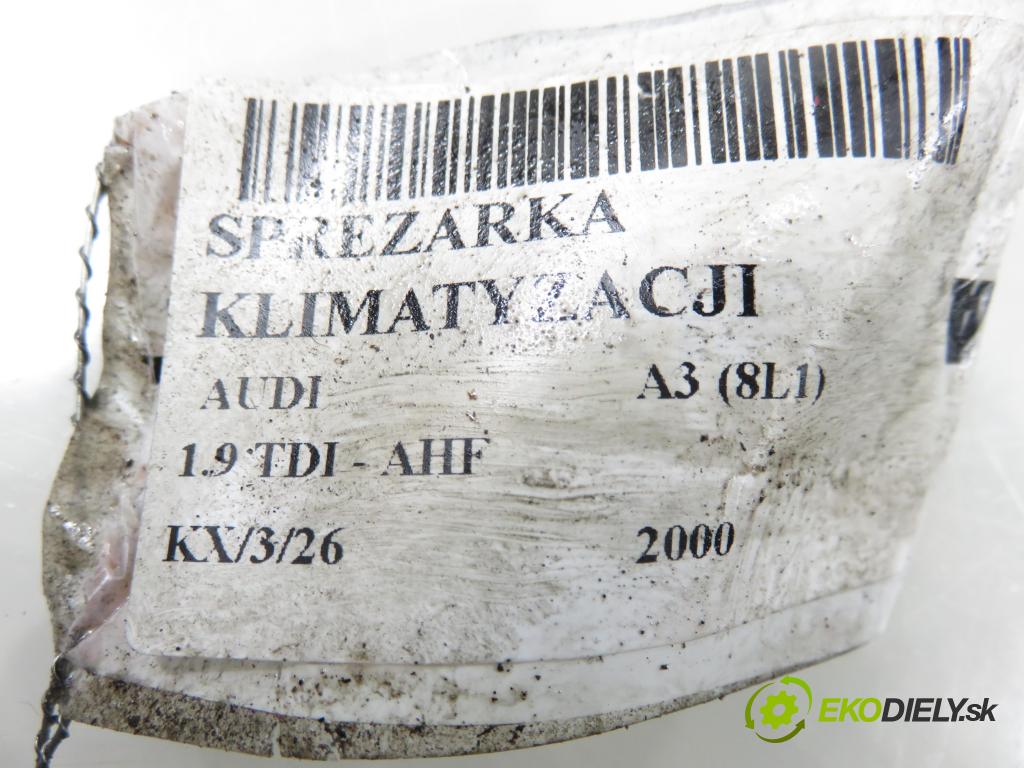 SPREZARKA
KLIMATYZACJI
AUDI A3 (8L1)
1.9 TDI - AHF
KX/3/26 2000
EKODIELY.sk